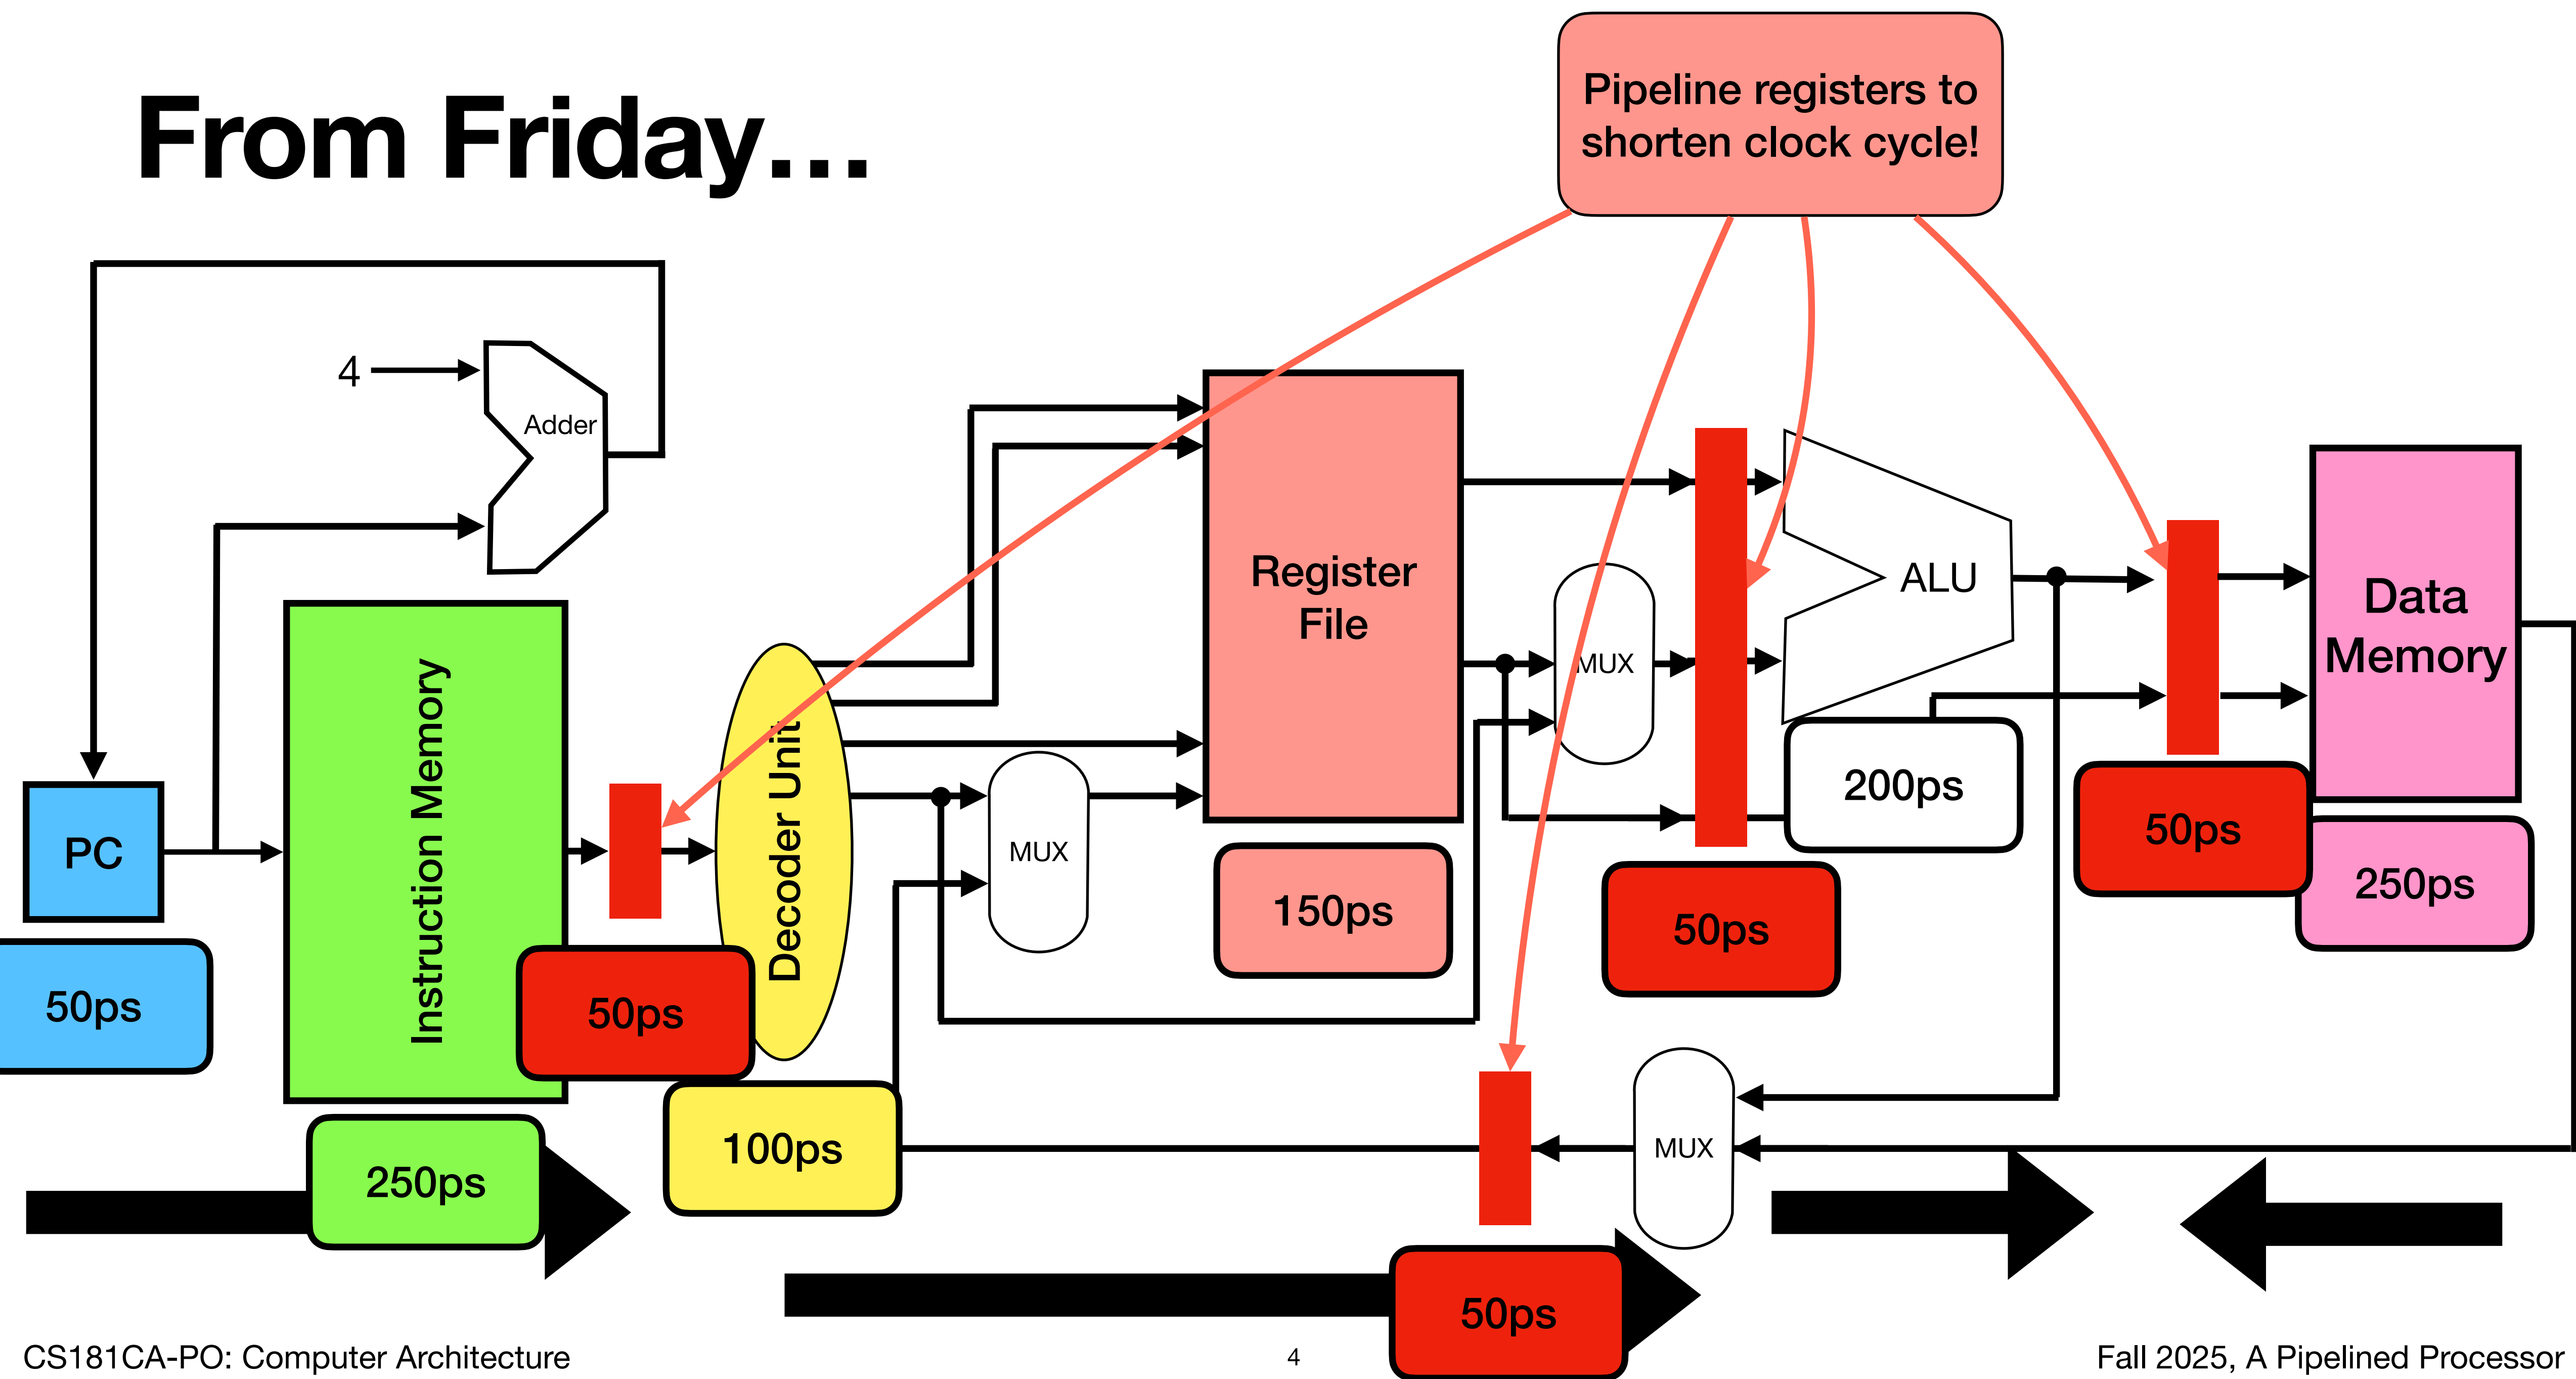 From Friday...
Pipeline registers to
shorten clock cycle!
4
Adder
PC
50ps
Instruction Memory
250ps
50ps
Decoder Unit
100ps
MUX
Register
File
150ps
MUX
50ps
ALU
200ps
50ps
Data
Memory
250ps
MUX
50ps
CS181CA-PO: Computer Architecture
4
Fall 2025, A Pipelined Processor